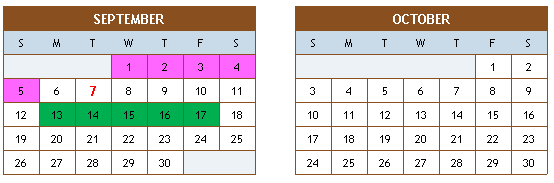 SEPTEMBER
S M T W T F S
1 2 3 4
5 6 7 8 9 10 11
12 13 14 15 16 17 18
19 20 21 22 23 24 25
26 27 28 29 30
OCTOBER
S M T W T F S
1 2
3 4 5 6 7 8 9
10 11 12 13 14 15 16
17 18 19 20 21 22 23
24 25 26 27 28 29 30